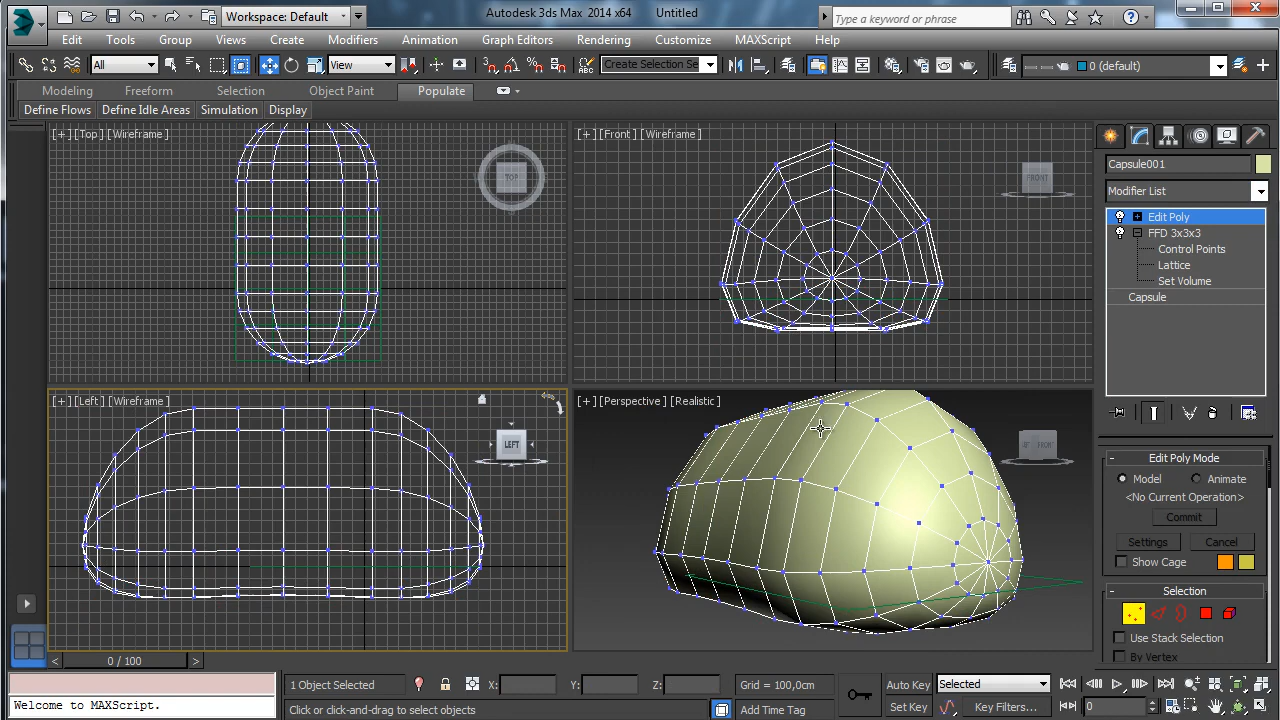 Workspace: Default
Autodesk 3ds Max 2014 x64 Untitled
Type a keyword or phrase
Edit Tools Group Views Create Modifiers Animation Graph Editors Rendering Customize MAXScript Help
All
View
Create Selection Se
0 (default)
Modeling Freeform Selection Object Paint Populate
Define Flows Define Idle Areas Simulation Display
[+] [Top] [Wireframe]
TOP
[+] [Front] [Wireframe]
FRONT
Capsule001
Modifier List
Edit Poly
FFD 3x3x3
Control Points
Lattice
Set Volume
Capsule
[+] [Left] [Wireframe]
LEFT
[+] [Perspective] [Realistic]
FRONT
Edit Poly Mode
Model Animate
<No Current Operation>
Commit
Settings Cancel
Show Cage
Selection
Use Stack Selection
By Vertex
< 0 / 100 >
1 Object Selected
X: Y: Z:
Grid = 100,0cm
Auto Key
Selected
Welcome to MAXScript.
Click or click-and-drag to select objects
Add Time Tag
Set Key
Key Filters...
0